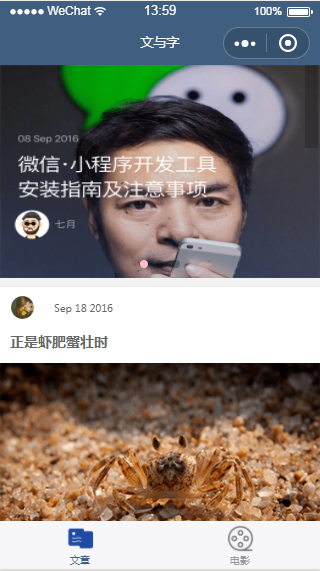 WeChat
13:59
100%
文与字
08 Sep 2016
微信·小程序开发工具
安装指南及注意事项
七月
Sep 18 2016
正是虾肥蟹壮时
文章
电影